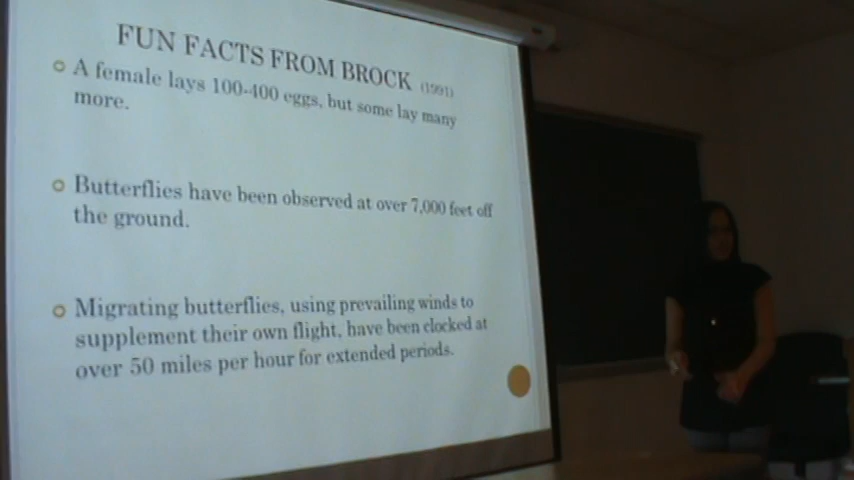 FUN FACTS FROM BROCK (1991)
A female lays 100-400 eggs, but some lay many
more.
Butterflies have been observed at over 7,000 feet off
the ground.
Migrating butterflies, using prevailing winds to
supplement their own flight, have been clocked at
over 50 miles per hour for extended periods.